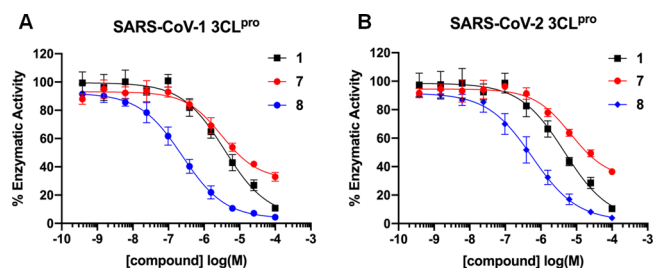 A
SARS-CoV-1 3CLpro
% Enzymatic Activity
120
100
80
60
40
20
0
-10 -9 -8 -7 -6 -5 -4 -3
[compound] log(M)
1
7
8
B
SARS-CoV-2 3CLpro
% Enzymatic Activity
120
100
80
60
40
20
0
-10 -9 -8 -7 -6 -5 -4 -3
[compound] log(M)
1
7
8